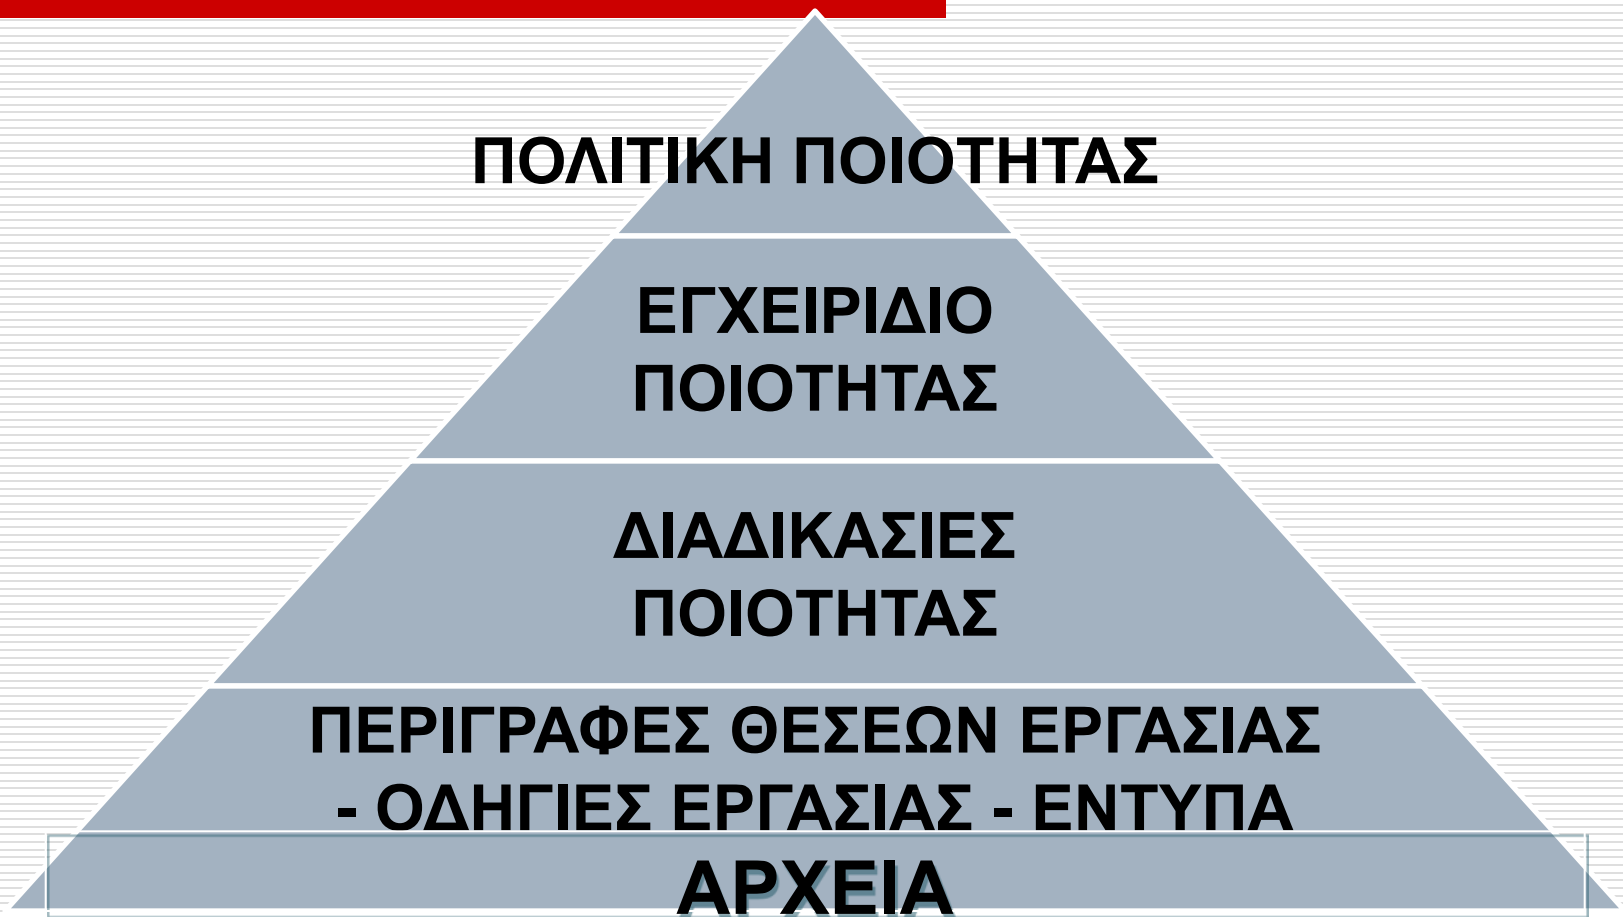 ΠΟΛΙΤΙΚΗ ΠΟΙΟΤΗΤΑΣ
ΕΓΧΕΙΡΙΔΙΟ
ΠΟΙΟΤΗΤΑΣ
ΔΙΑΔΙΚΑΣΙΕΣ
ΠΟΙΟΤΗΤΑΣ
ΠΕΡΙΓΡΑΦΕΣ ΘΕΣΕΩΝ ΕΡΓΑΣΙΑΣ
- ΟΔΗΓΙΕΣ ΕΡΓΑΣΙΑΣ - ΕΝΤΥΠΑ
ΑΡΧΕΙΑ